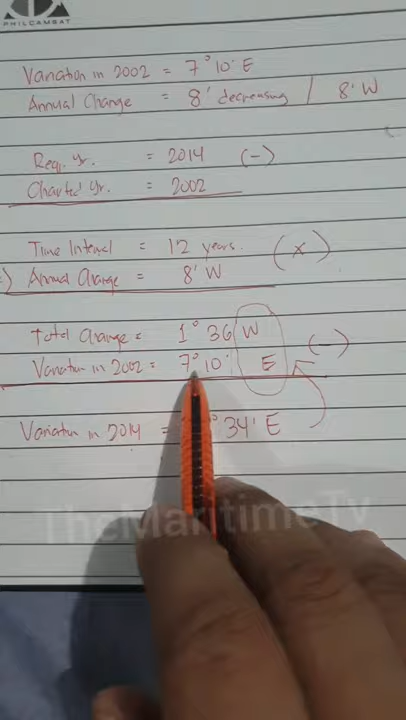 PHILCAMSAT
Variation in 2002 = 7° 10' E
Annual Change = 8' decreasing / 8' W
Req. Yr. = 2014 (-)
Charted Yr. = 2002
Time Interval = 12 years. (x)
Annual Change = 8' W
Total Change = 1° 36 W
Variation in 2002 = 7° 10' E (-)
Variation in 2014 = ° 34' E
TheMaritimeTv